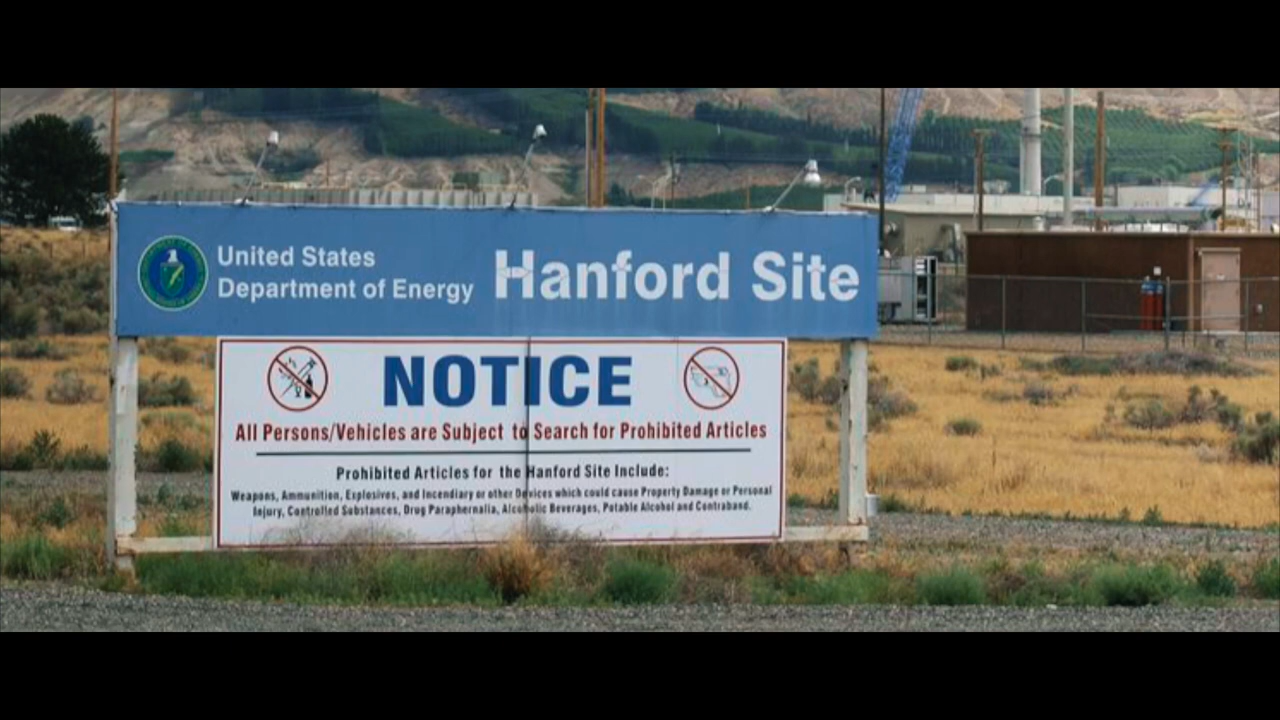 United States
Department of Energy
Hanford Site
NOTICE
All Persons/Vehicles are Subject to Search for Prohibited Articles
Prohibited Articles for the Hanford Site Include:
Weapons, Ammunition, Explosives, and Incendiary or other Devices which could cause Property Damage or Personal
Injury, Controlled Substances, Drug Paraphernalia, Alcoholic Beverages, Potable Alcohol and Contraband.